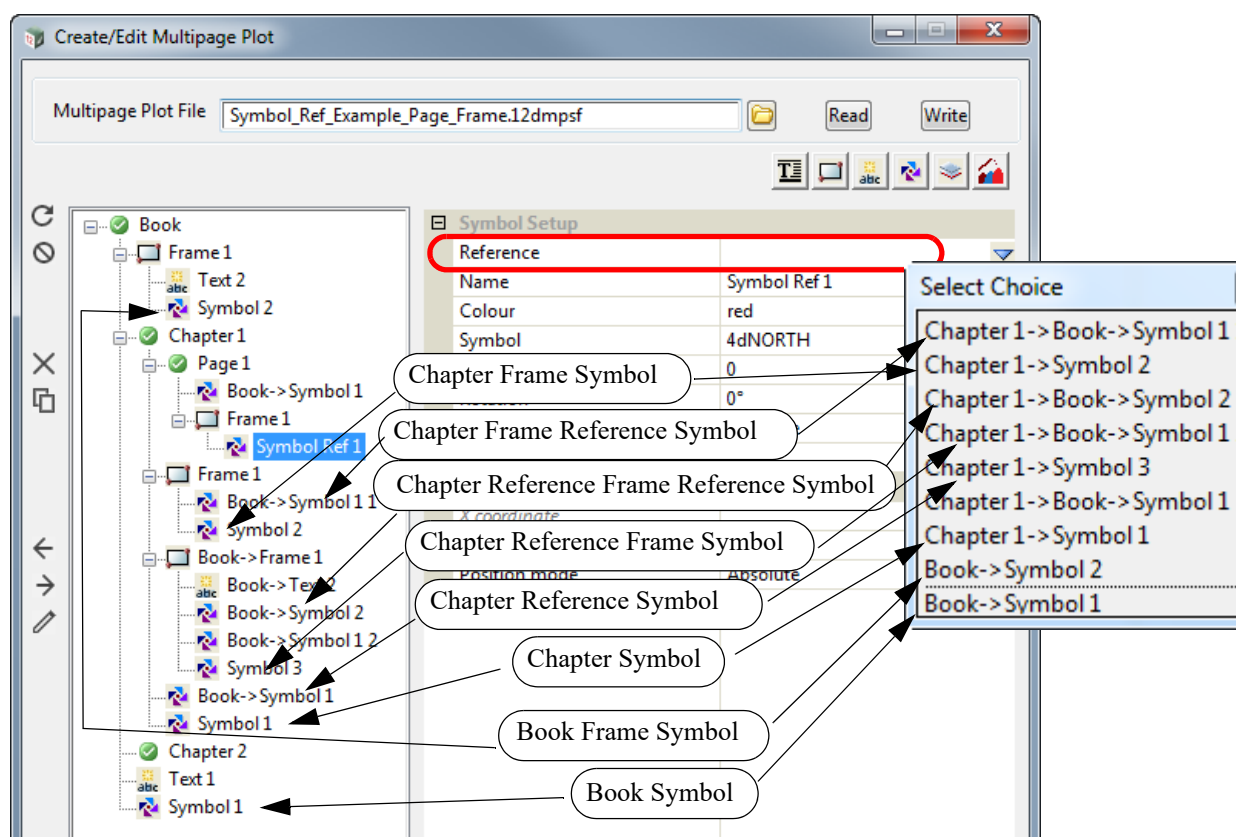 Create/Edit Multipage Plot
Multipage Plot File
Symbol_Ref_Example_Page_Frame.12dmpsf
Read
Write
abc
Book
Frame 1
abc Text 2
Symbol 2
Chapter 1
Page 1
Book->Symbol 1
Frame 1
Symbol Ref 1
Frame 1
Book->Symbol 1 1
Symbol 2
Book->Frame 1
abc Book->Text 2
Book->Symbol 2
Book->Symbol 1 2
Symbol 3
Book->Symbol 1
Symbol 1
Chapter 2
abc Text 1
Symbol 1
Symbol Setup
Reference
Name Symbol Ref 1
Colour red
Symbol 4dNORTH
0
Rotation 0°
X coordinate
Position mode Absolute
Chapter Frame Symbol
Chapter Frame Reference Symbol
Chapter Reference Frame Reference Symbol
Chapter Reference Frame Symbol
Chapter Reference Symbol
Chapter Symbol
Book Frame Symbol
Book Symbol
Select Choice
Chapter 1->Book->Symbol 1
Chapter 1->Symbol 2
Chapter 1->Book->Symbol 2
Chapter 1->Book->Symbol 1
Chapter 1->Symbol 3
Chapter 1->Book->Symbol 1
Chapter 1->Symbol 1
Book->Symbol 2
Book->Symbol 1